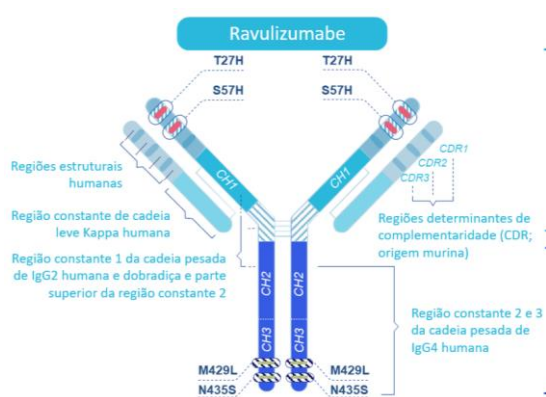 Ravulizumabe
T27H
T27H
S57H
S57H
CDR1
CDR2
CDR3
CH1
CH1
Regiões estruturais
humanas
Região constante de cadeia
leve Kappa humana
Regiões determinantes de
complementaridade (CDR;
origem murina)
Região constante 1 da cadeia pesada
de IgG2 humana e dobradiça e parte
superior da região constante 2
CH2
CH2
Região constante 2 e 3
da cadeia pesada de
IgG4 humana
CH3
CH3
M429L
M429L
N435S
N435S